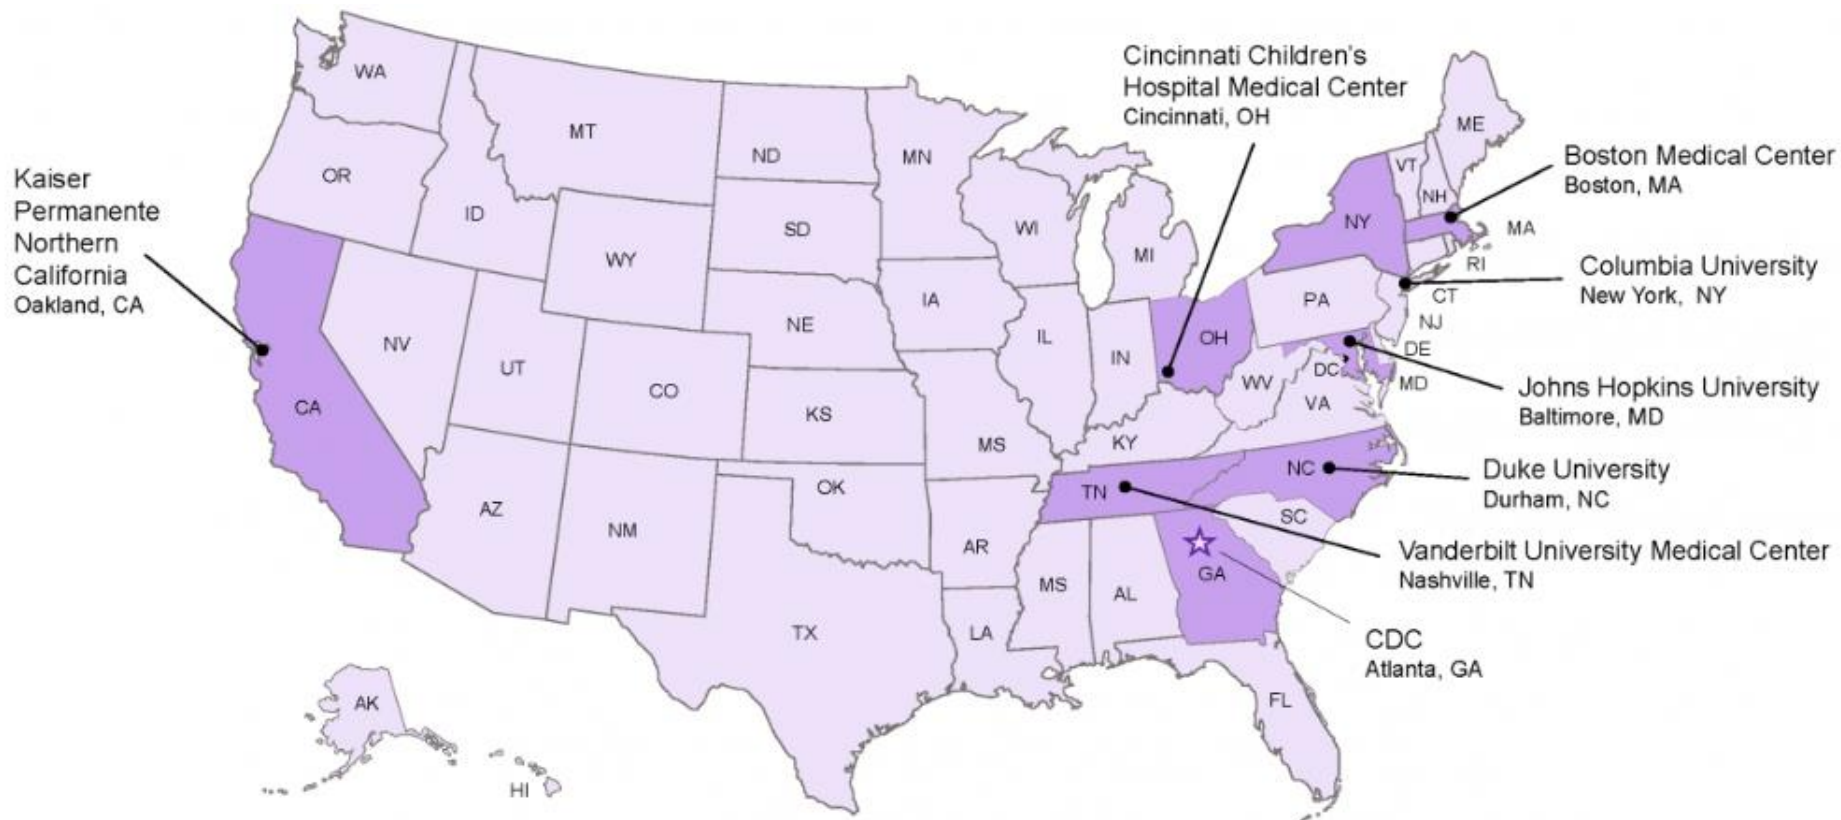 Kaiser
Permanente
Northern
California
Oakland, CA
Cincinnati Children's
Hospital Medical Center
Cincinnati, OH
Boston Medical Center
Boston, MA
Columbia University
New York, NY
Johns Hopkins University
Baltimore, MD
Duke University
Durham, NC
Vanderbilt University Medical Center
Nashville, TN
CDC
Atlanta, GA
WA
OR
ID
MT
ND
MN
SD
WY
WI
MI
NY
VT
NH
ME
MA
RI
CT
NJ
PA
DE
MD
DC
OH
IN
IL
IA
NE
NV
UT
CO
CA
KS
MS
KY
WV
VA
NC
TN
SC
AZ
NM
OK
AR
MS
AL
GA
TX
LA
FL
AK
HI